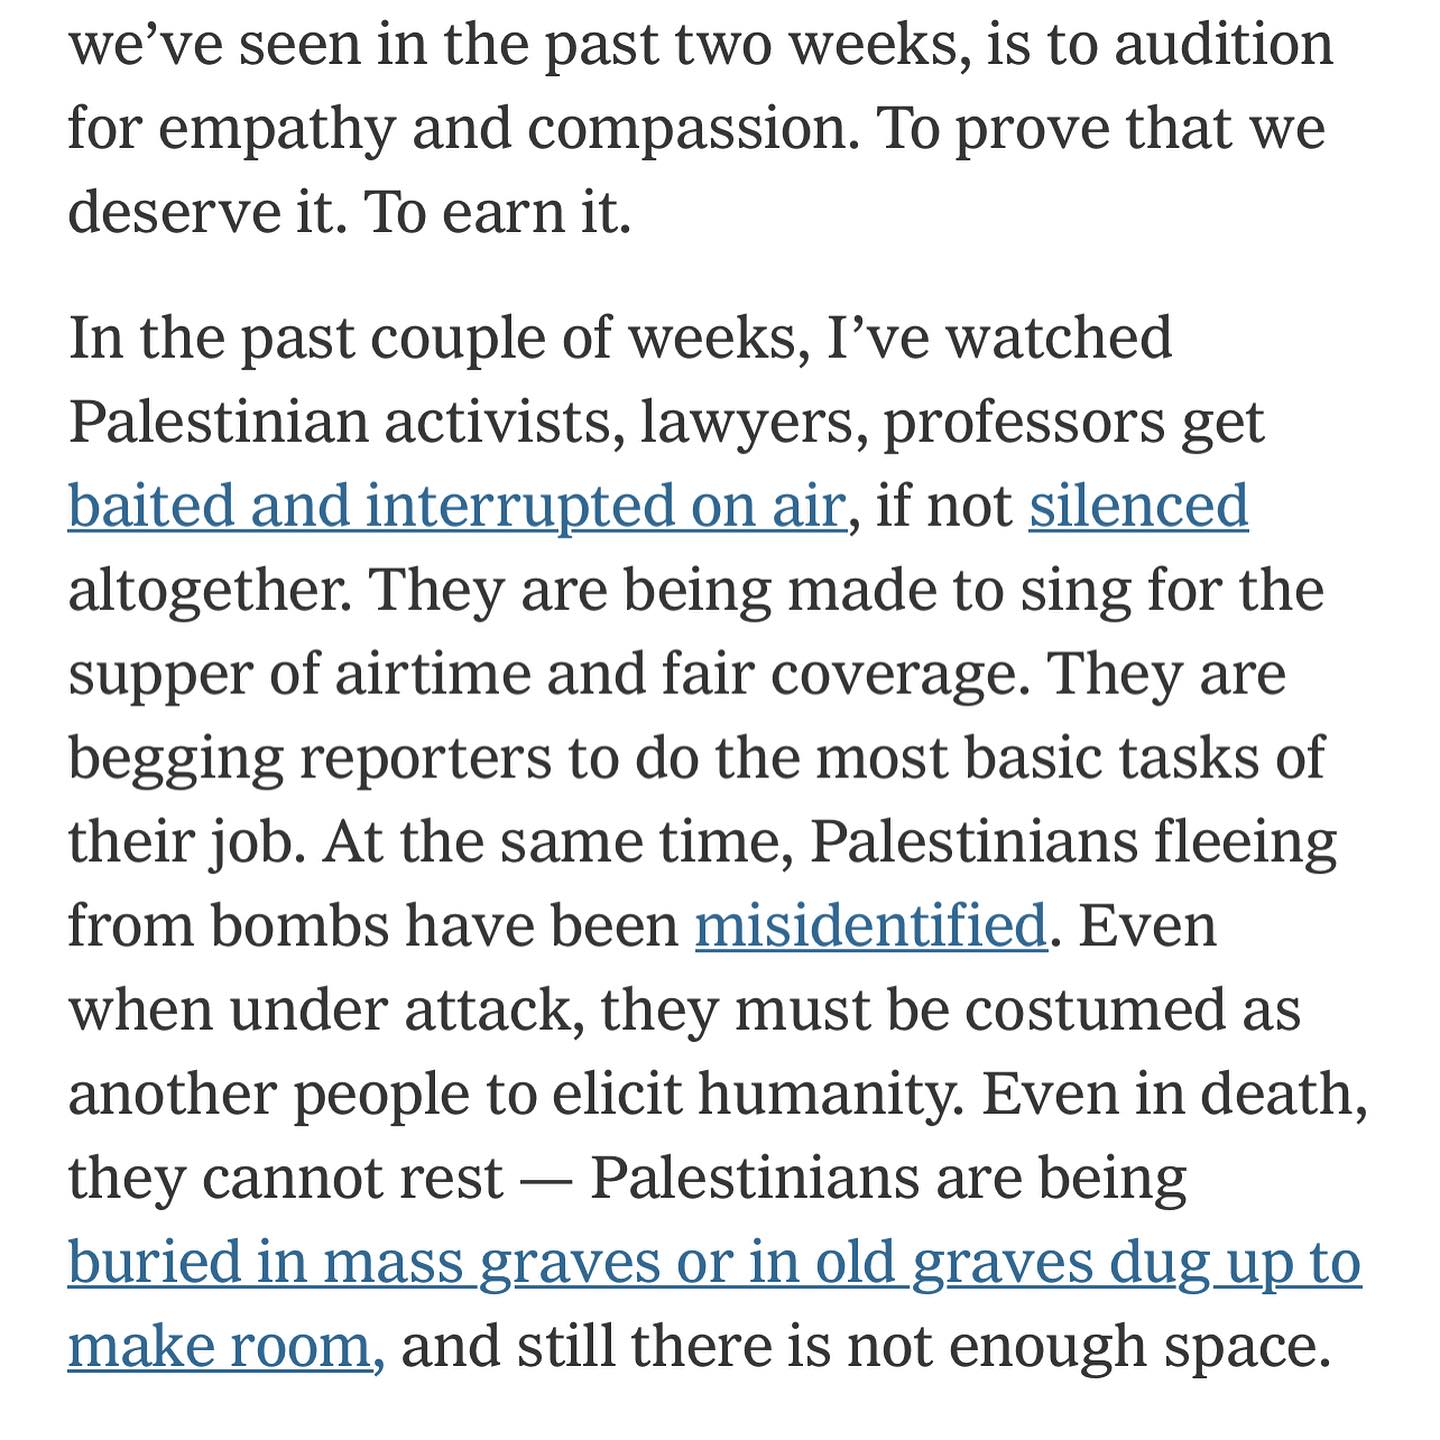 we’ve seen in the past two weeks, is to audition
for empathy and compassion. To prove that we
deserve it. To earn it.
In the past couple of weeks, I’ve watched
Palestinian activists, lawyers, professors get
baited and interrupted on air, if not silenced
altogether. They are being made to sing for the
supper of airtime and fair coverage. They are
begging reporters to do the most basic tasks of
their job. At the same time, Palestinians fleeing
from bombs have been misidentified. Even
when under attack, they must be costumed as
another people to elicit humanity. Even in death,
they cannot rest — Palestinians are being
buried in mass graves or in old graves dug up to
make room, and still there is not enough space.